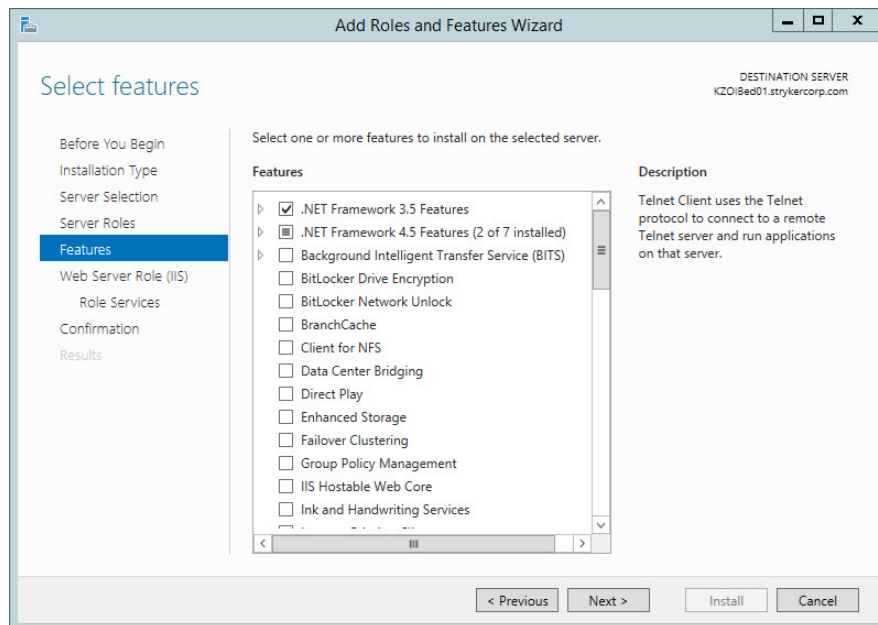 Add Roles and Features Wizard
Select features
DESTINATION SERVER
KZOIBed01.strykercorp.com
Before You Begin
Installation Type
Server Selection
Server Roles
Features
Web Server Role (IIS)
Role Services
Confirmation
Results
Select one or more features to install on the selected server.
Features
.NET Framework 3.5 Features
.NET Framework 4.5 Features (2 of 7 installed)
Background Intelligent Transfer Service (BITS)
BitLocker Drive Encryption
BitLocker Network Unlock
BranchCache
Client for NFS
Data Center Bridging
Direct Play
Enhanced Storage
Failover Clustering
Group Policy Management
IIS Hostable Web Core
Ink and Handwriting Services
Description
Telnet Client uses the Telnet
protocol to connect to a remote
Telnet server and run applications
on that server.
< Previous
Next >
Install
Cancel